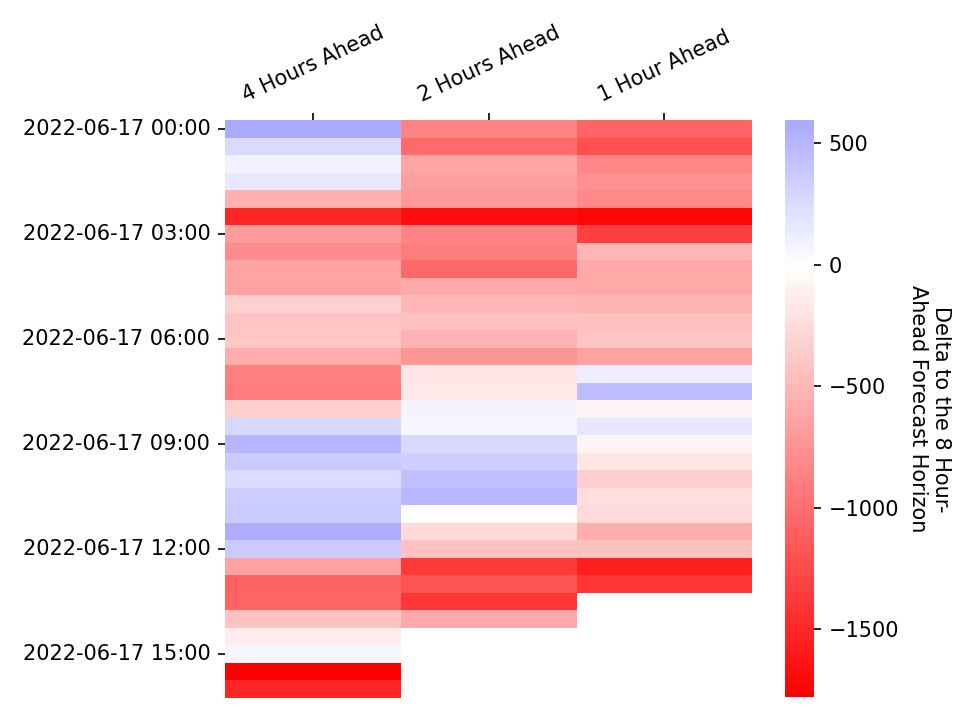 4 Hours Ahead
2 Hours Ahead
1 Hour Ahead
2022-06-17 00:00
2022-06-17 03:00
2022-06-17 06:00
2022-06-17 09:00
2022-06-17 12:00
2022-06-17 15:00
500
0
−500
−1000
−1500
Delta to the 8 Hour-
Ahead Forecast Horizon